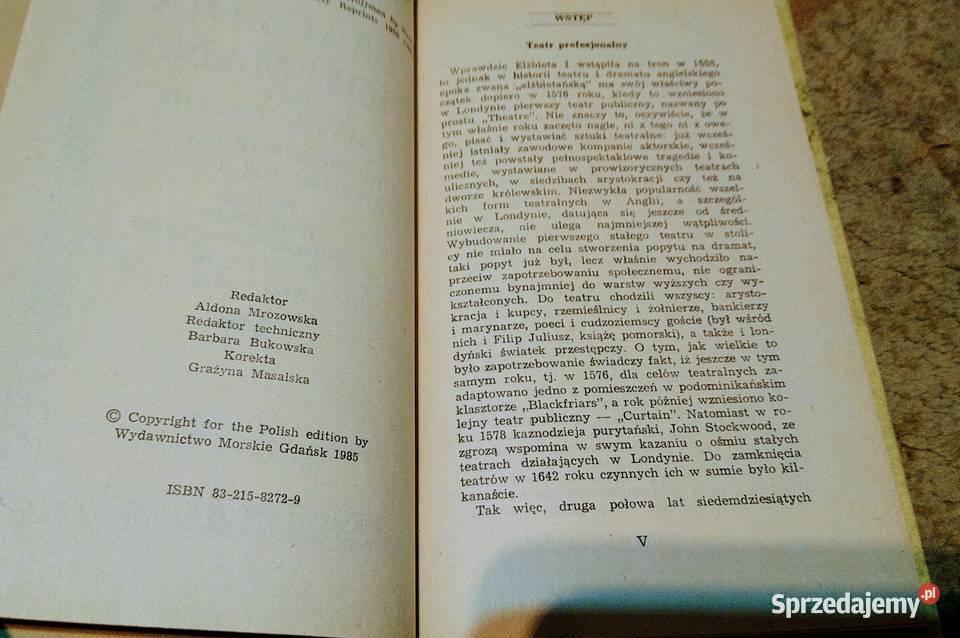 Hoffman by
Reprints
Redaktor
Aldona Mrozowska
Redaktor techniczny
Barbara Bukowska
Korekta
Grażyna Masalska
© Copyright for the Polish edition by
Wydawnictwo Morskie Gdańsk 1985
ISBN 83-215-8272-9
WSTĘP
Teatr profesjonalny
Wprawdzie Elżbieta I wstąpiła na tron w 1558,
to jednak w historii teatru i dramatu angielskiego
epoka zwana „elżbietańską” ma swój właściwy po-
czątek dopiero w 1576 roku, kiedy to wzniesiono
w Londynie pierwszy teatr publiczny, nazwany po
prostu „Theatre”. Nie znaczy to, oczywiście, że w
tym właśnie roku zaczęto nagle, ni z tego ni z owe-
go, pisać i wystawiać sztuki teatralne: już wcześ-
niej istniały zawodowe kompanie aktorskie, wcześ-
niej też powstały pełnospektaklowe tragedie i ko-
medie, wystawiane w prowizorycznych teatrach
ulicznych, w siedzibach arystokracji czy też na
dworze królewskim. Niezwykła popularność wszel-
kich form teatralnych w Anglii, a szczegól-
nie w Londynie, datująca się jeszcze od śred-
niowiecza, nie ulega najmniejszej wątpliwości.
Wybudowanie pierwszego stałego teatru w stoli-
cy nie miało na celu stworzenia popytu na dramat,
taki popyt już był, lecz właśnie wychodziło na-
przeciw zapotrzebowaniu społecznemu, nie ograni-
czonemu bynajmniej do warstw wyższych czy wy-
kształconych. Do teatru chodzili wszyscy: arysto-
kracja i kupcy, rzemieślnicy i żołnierze, bankierzy
i marynarze, poeci i cudzoziemscy goście (był wśród
nich i Filip Juliusz, książę pomorski), a także i lon-
dyński światek przestępczy. O tym, jak wielkie to
było zapotrzebowanie świadczy fakt, iż jeszcze w tym
samym roku, tj. w 1576, dla celów teatralnych za-
adaptowano jedno z pomieszczeń w podominikańskim
klasztorze „Blackfriars”, a rok później wzniesiono ko-
lejny teatr publiczny — „Curtain”. Natomiast w ro-
ku 1578 kaznodzieja purytański, John Stockwood, ze
zgrozą wspomina w swym kazaniu o ośmiu stałych
teatrach działających w Londynie. Do zamknięcia
teatrów w 1642 roku czynnych ich w sumie było kil-
kanaście.
Tak więc, druga połowa lat siedemdziesiątych
V
Sprzedajemy.pl